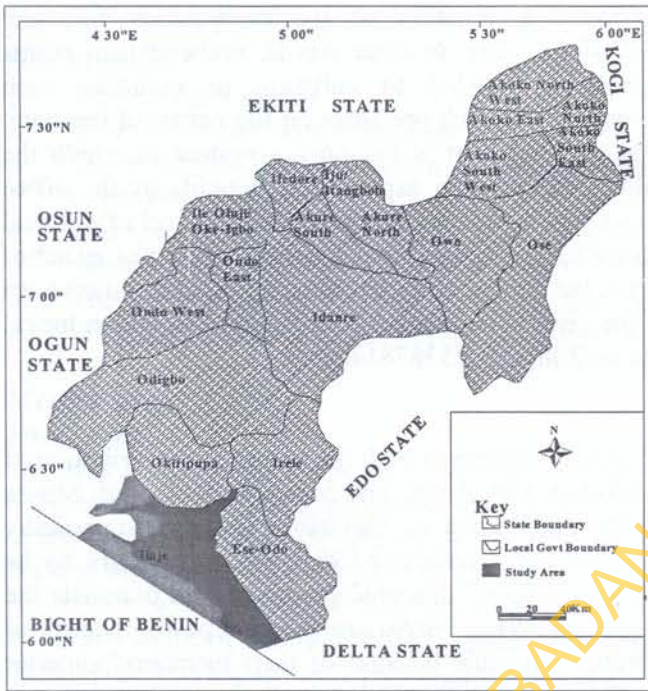 4°30"E
5°00
5°30
6°00"E
KOGI STATE
EKITI STATE
7°30"N
Akoko North West
Akoko East
Akoko North
Akoko South East
Akoko South West
Ifedore
Iju/Itangbolu
Ile Oluji/
Oke-Igbo
Akure South
Akure North
Owo
Ose
OSUN STATE
Ondo East
7°00"
Ondo West
Idanre
OGUN STATE
Odigbo
EDO STATE
6°30"
Okitipupa
Irele
N
Key
State Boundary
Local Govt Boundary
Study Area
0 20 40Km
Ilaje
Ese-Odo
BIGHT OF BENIN
6°00"N
DELTA STATE
BADAN